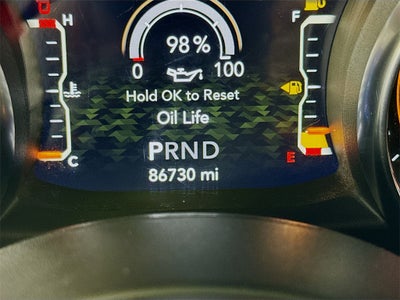 H F
98 %
0 100
Hold OK to Reset
Oil Life
PRND
C E
86730 mi